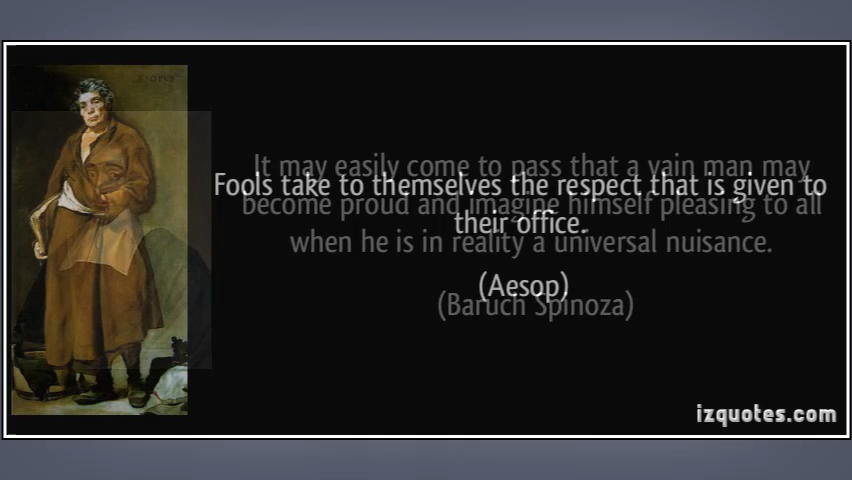 It may easily come to pass that a vain man may
become proud and imagine himself pleasing to all
when he is in reality a universal nuisance.
(Baruch Spinoza)
Fools take to themselves the respect that is given to
their office.
(Aesop)
izquotes.com